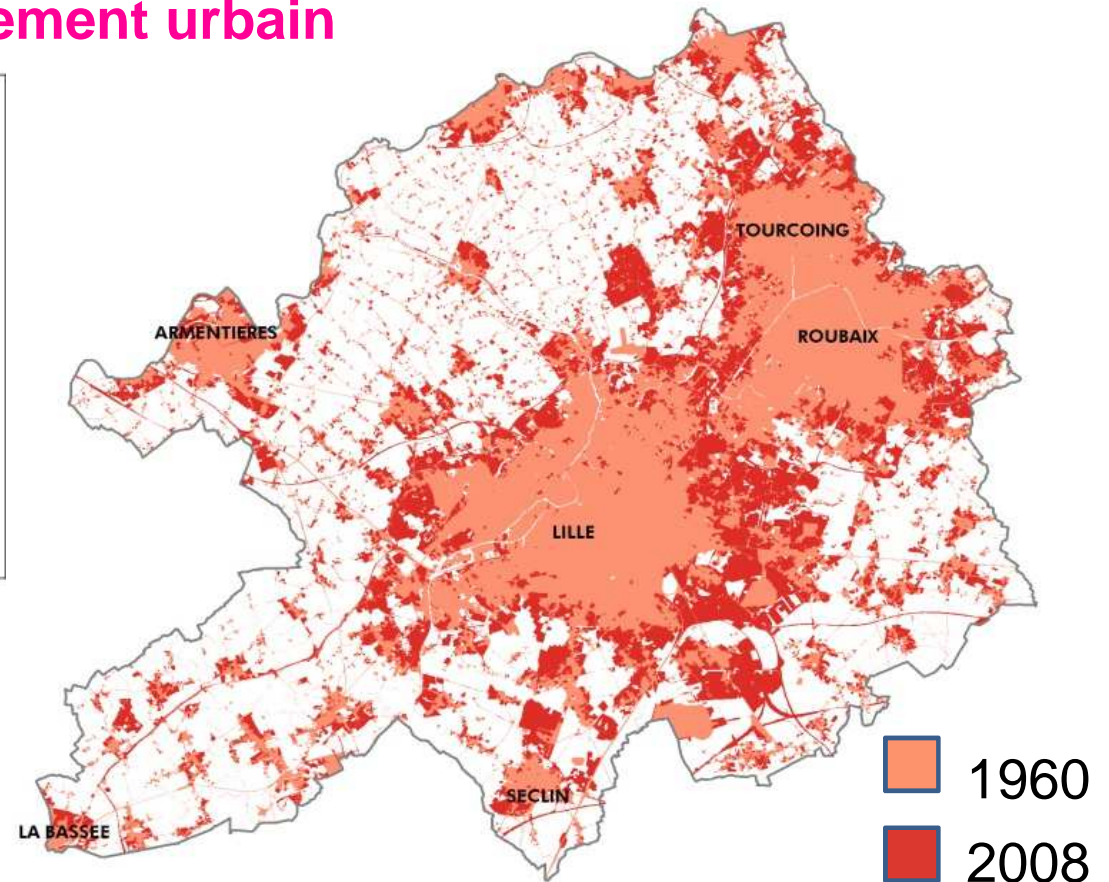 ement urbain
TOURCOING
ARMENTIERES
ROUBAIX
LILLE
SECLIN
LA BASSEE
1960
2008